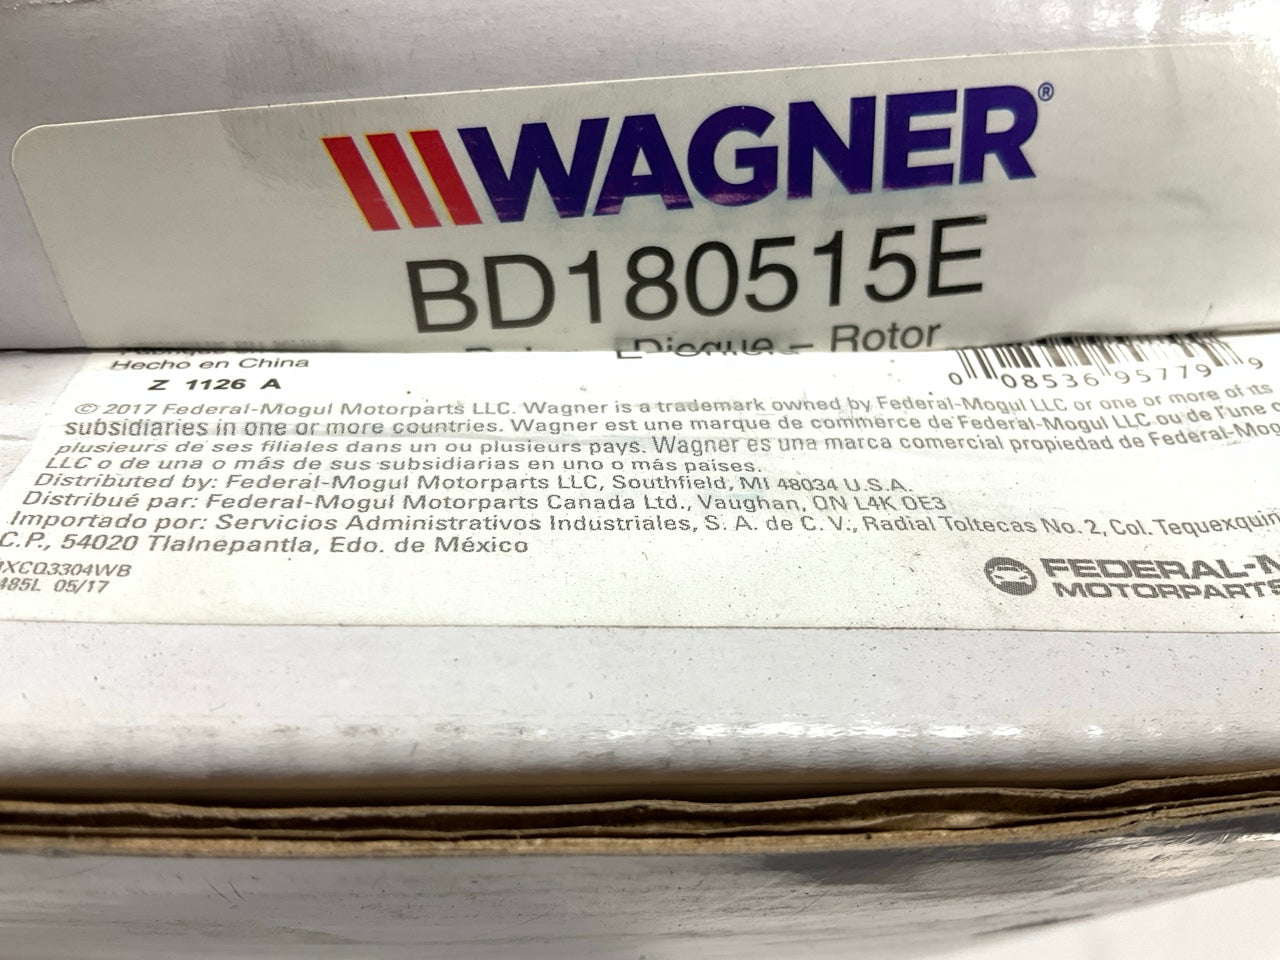 WAGNER®
BD180515E
Disque – Rotor
Hecho en China
Z 1126 A
0 08536 95779 9
© 2017 Federal-Mogul Motorparts LLC. Wagner is a trademark owned by Federal-Mogul LLC or one or more of its
subsidiaries in one or more countries. Wagner est une marque de commerce de Federal-Mogul LLC ou de l'une
plusieurs de ses filiales dans un ou plusieurs pays. Wagner es una marca comercial propiedad de Federal-Mog
LLC o de una o más de sus subsidiarias en uno o más países.
Distributed by: Federal-Mogul Motorparts LLC, Southfield, MI 48034 U.S.A.
Distribué par: Federal-Mogul Motorparts Canada Ltd., Vaughan, ON L4K 0E3
Importado por: Servicios Administrativos Industriales, S. A. de C. V., Radial Toltecas No. 2, Col. Tequexquin
C.P., 54020 Tlalnepantla, Edo. de México
XCQ3304WB
485L 05/17
FEDERAL-M
MOTORPARTS